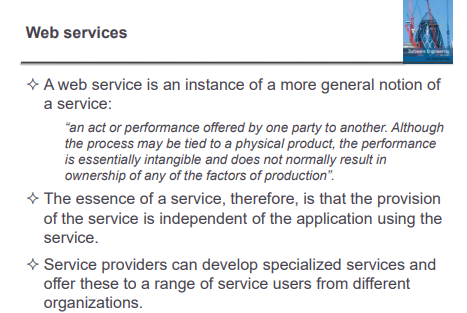 Web services
Software Engineering
✧ A web service is an instance of a more general notion of
a service:
“an act or performance offered by one party to another. Although
the process may be tied to a physical product, the performance
is essentially intangible and does not normally result in
ownership of any of the factors of production”.
✧ The essence of a service, therefore, is that the provision
of the service is independent of the application using the
service.
✧ Service providers can develop specialized services and
offer these to a range of service users from different
organizations.